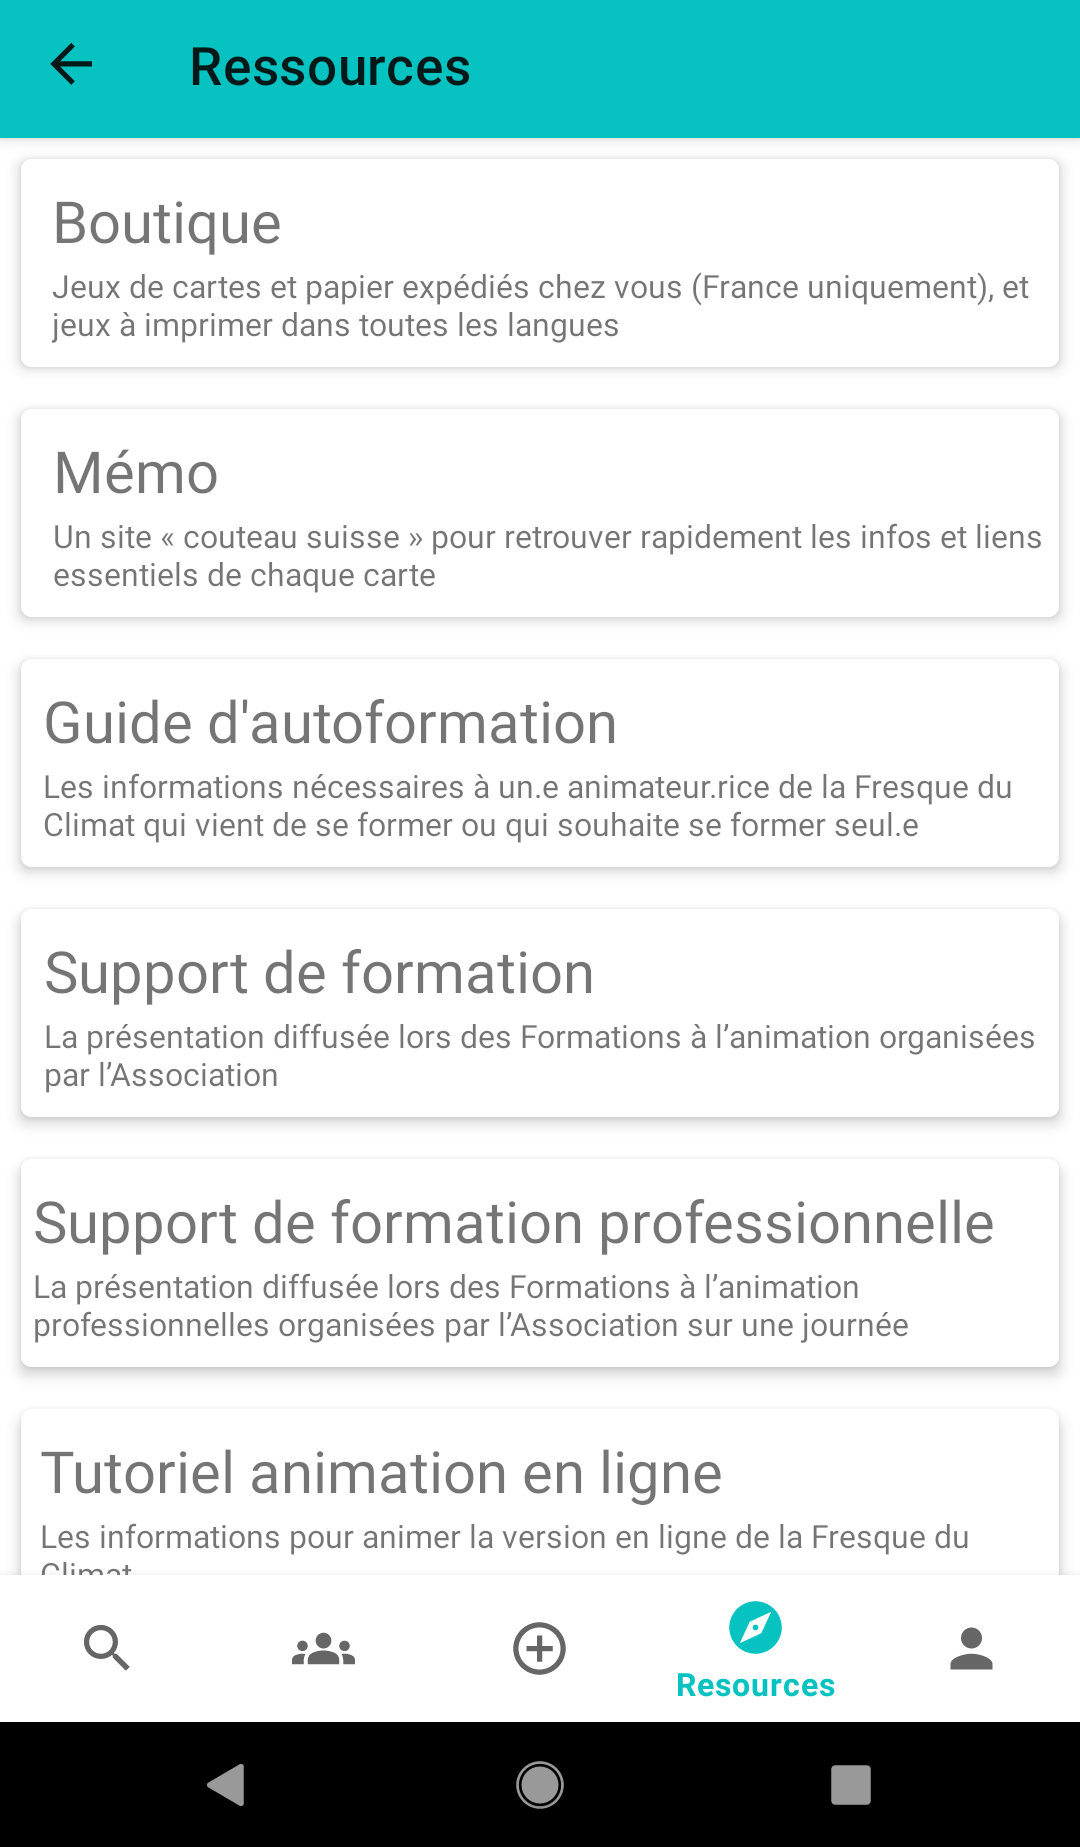 Ressources
Boutique
Jeux de cartes et papier expédiés chez vous (France uniquement), et
jeux à imprimer dans toutes les langues
Mémo
Un site « couteau suisse » pour retrouver rapidement les infos et liens
essentiels de chaque carte
Guide d'autoformation
Les informations nécessaires à un.e animateur.rice de la Fresque du
Climat qui vient de se former ou qui souhaite se former seul.e
Support de formation
La présentation diffusée lors des Formations à l’animation organisées
par l’Association
Support de formation professionnelle
La présentation diffusée lors des Formations à l’animation
professionnelles organisées par l’Association sur une journée
Tutoriel animation en ligne
Les informations pour animer la version en ligne de la Fresque du
Climat
Resources